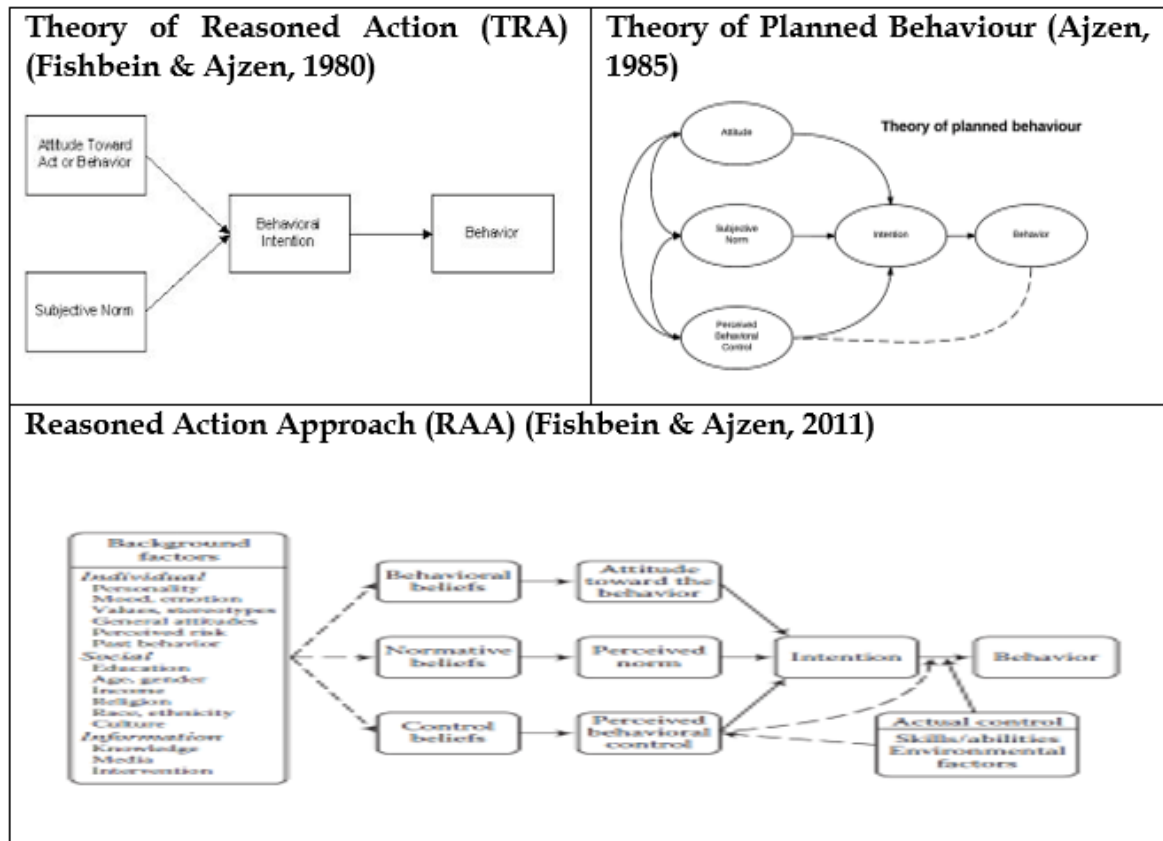 Theory of Reasoned Action (TRA)
(Fishbein & Ajzen, 1980)
Attitude Toward
Act or Behavior
Subjective Norm
Behavioral
Intention
Behavior
Theory of Planned Behaviour (Ajzen,
1985)
Theory of planned behaviour
Attitude
Subjective
Norm
Perceived
Behavioral
Control
Intention
Behavior
Reasoned Action Approach (RAA) (Fishbein & Ajzen, 2011)
Background
factors
Individual
Personality
Mood, emotion
Values, stereotypes
General attitudes
Perceived risk
Past behavior
Social
Education
Age, gender
Income
Religion
Race, ethnicity
Culture
Information
Knowledge
Media
Intervention
Behavioral
beliefs
Normative
beliefs
Control
beliefs
Attitude
toward the
behavior
Perceived
norm
Perceived
behavioral
control
Intention
Behavior
Actual control
Skills/abilities
Environmental
factors